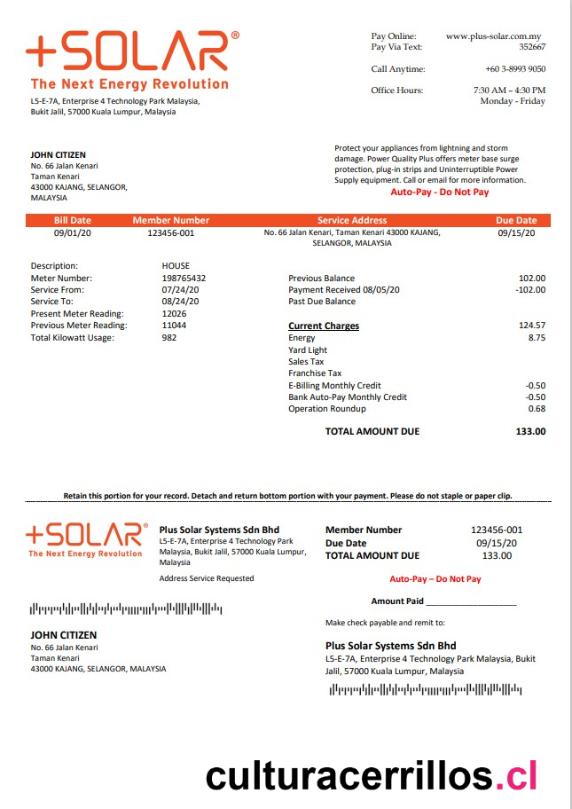 +SOLAR®
The Next Energy Revolution
L5-E-7A, Enterprise 4 Technology Park Malaysia,
Bukit Jalil, 57000 Kuala Lumpur, Malaysia
Pay Online: www.plus-solar.com.my
Pay Via Text: 352667
Call Anytime: +60 3-8993 9050
Office Hours: 7:30 AM – 4:30 PM
Monday - Friday
JOHN CITIZEN
No. 66 Jalan Kenari
Taman Kenari
43000 KAJANG, SELANGOR,
MALAYSIA
Protect your appliances from lightning and storm
damage. Power Quality Plus offers meter base surge
protection, plug-in strips and Uninterruptible Power
Supply equipment. Call or email for more information.
Auto-Pay - Do Not Pay
Bill Date Member Number Service Address Due Date
09/01/20 123456-001 No. 66 Jalan Kenari, Taman Kenari 43000 KAJANG, 09/15/20
SELANGOR, MALAYSIA
Description: HOUSE
Meter Number: 198765432
Service From: 07/24/20
Service To: 08/24/20
Present Meter Reading: 12026
Previous Meter Reading: 11044
Total Kilowatt Usage: 982
Previous Balance 102.00
Payment Received 08/05/20 -102.00
Past Due Balance
Current Charges 124.57
Energy 8.75
Yard Light
Sales Tax
Franchise Tax
E-Billing Monthly Credit -0.50
Bank Auto-Pay Monthly Credit -0.50
Operation Roundup 0.68
TOTAL AMOUNT DUE 133.00
Retain this portion for your record. Detach and return bottom portion with your payment. Please do not staple or paper clip.
+SOLAR®
The Next Energy Revolution
Plus Solar Systems Sdn Bhd
L5-E-7A, Enterprise 4 Technology Park
Malaysia, Bukit Jalil, 57000 Kuala Lumpur,
Malaysia
Address Service Requested
Member Number 123456-001
Due Date 09/15/20
TOTAL AMOUNT DUE 133.00
Auto-Pay – Do Not Pay
Amount Paid ____________________
JOHN CITIZEN
No. 66 Jalan Kenari
Taman Kenari
43000 KAJANG, SELANGOR, MALAYSIA
Make check payable and remit to:
Plus Solar Systems Sdn Bhd
L5-E-7A, Enterprise 4 Technology Park Malaysia, Bukit
Jalil, 57000 Kuala Lumpur, Malaysia
culturacerrillos.cl